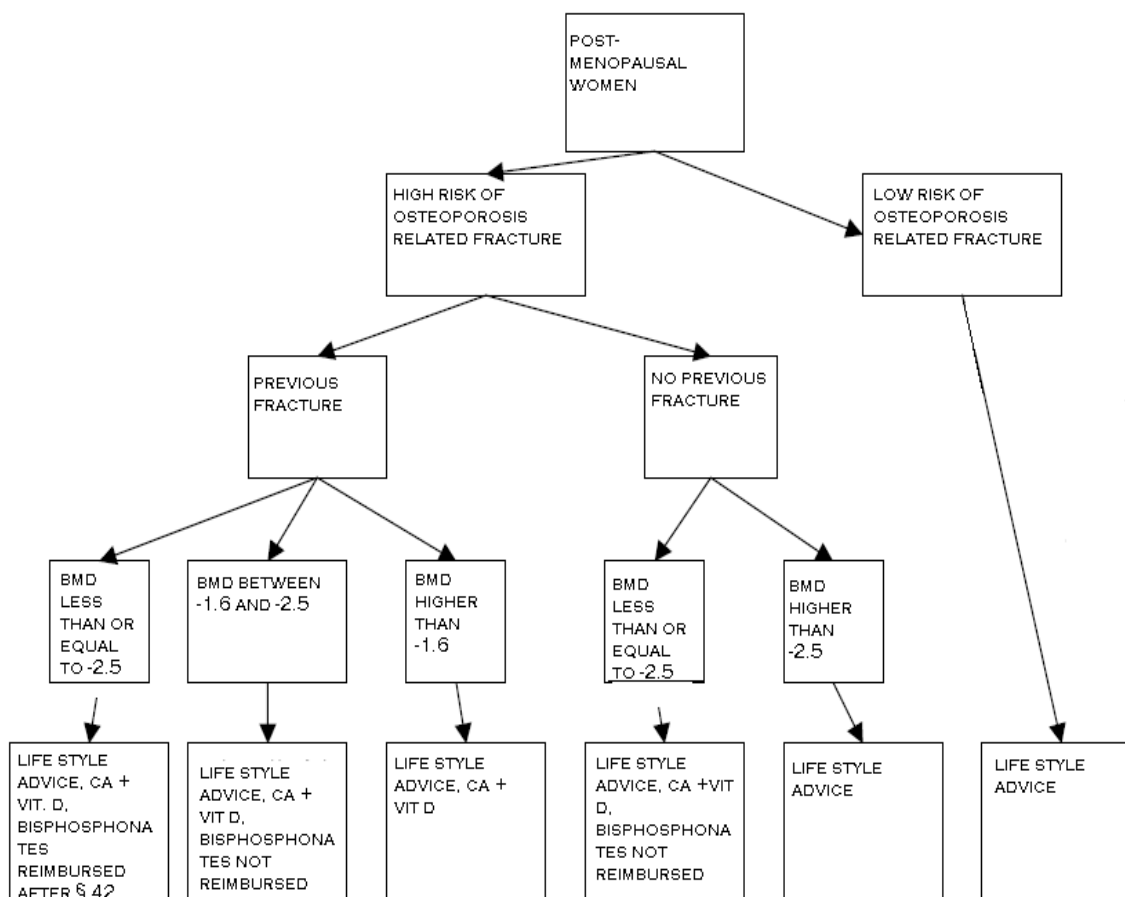 POST-
MENOPAUSAL
WOMEN
HIGH RISK OF
OSTEOPOROSIS
RELATED FRACTURE
LOW RISK OF
OSTEOPOROSIS
RELATED FRACTURE
PREVIOUS
FRACTURE
NO PREVIOUS
FRACTURE
BMD
LESS
THAN OR
EQUAL
TO -2.5
BMD BETWEEN
-1.6 AND -2.5
BMD
HIGHER
THAN
-1.6
BMD
LESS
THAN OR
EQUAL
TO -2.5
BMD
HIGHER
THAN
-2.5
LIFE STYLE
ADVICE, CA +
VIT. D,
BISPHOSPHONA
TES
REIMBURSED
AFTER § 42
LIFE STYLE
ADVICE, CA +
VIT D,
BISPHOSPHONA
TES NOT
REIMBURSED
LIFE STYLE
ADVICE, CA +
VIT D
LIFE STYLE
ADVICE, CA +VIT
D,
BISPHOSPHONA
TES NOT
REIMBURSED
LIFE STYLE
ADVICE
LIFE STYLE
ADVICE